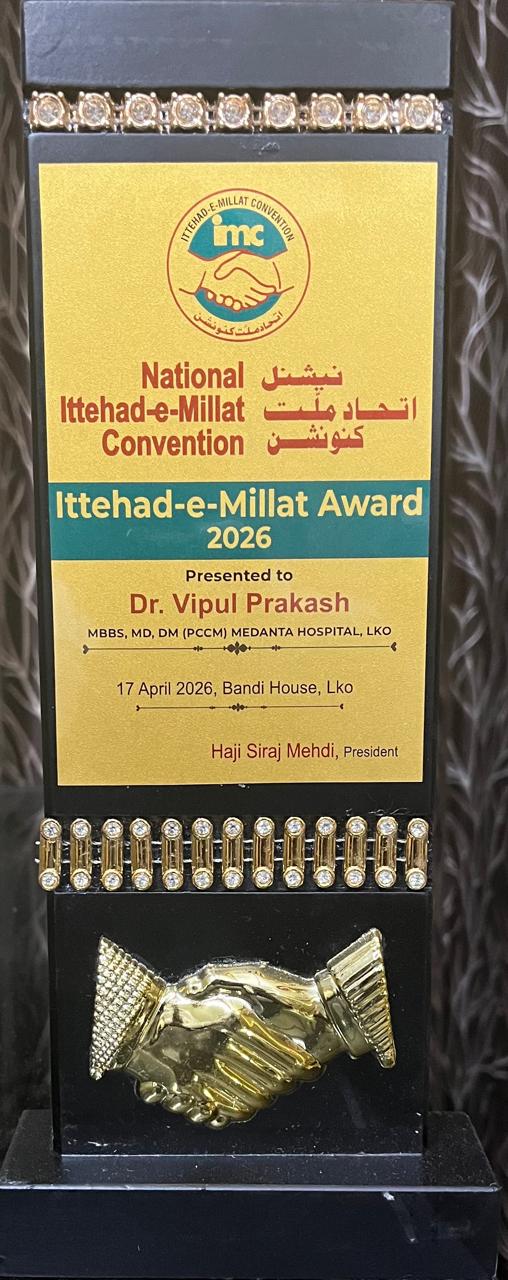 ITTEHAD-E-MILLAT CONVENTION
imc
اتحاد ملّت کنونشن
National نیشنل
Ittehad-e-Millat اتحاد ملّت
Convention کنونشن
Ittehad-e-Millat Award
2026
Presented to
Dr. Vipul Prakash
MBBS, MD, DM (PCCM) MEDANTA HOSPITAL, LKO
17 April 2026, Bandi House, Lko
Haji Siraj Mehdi, President